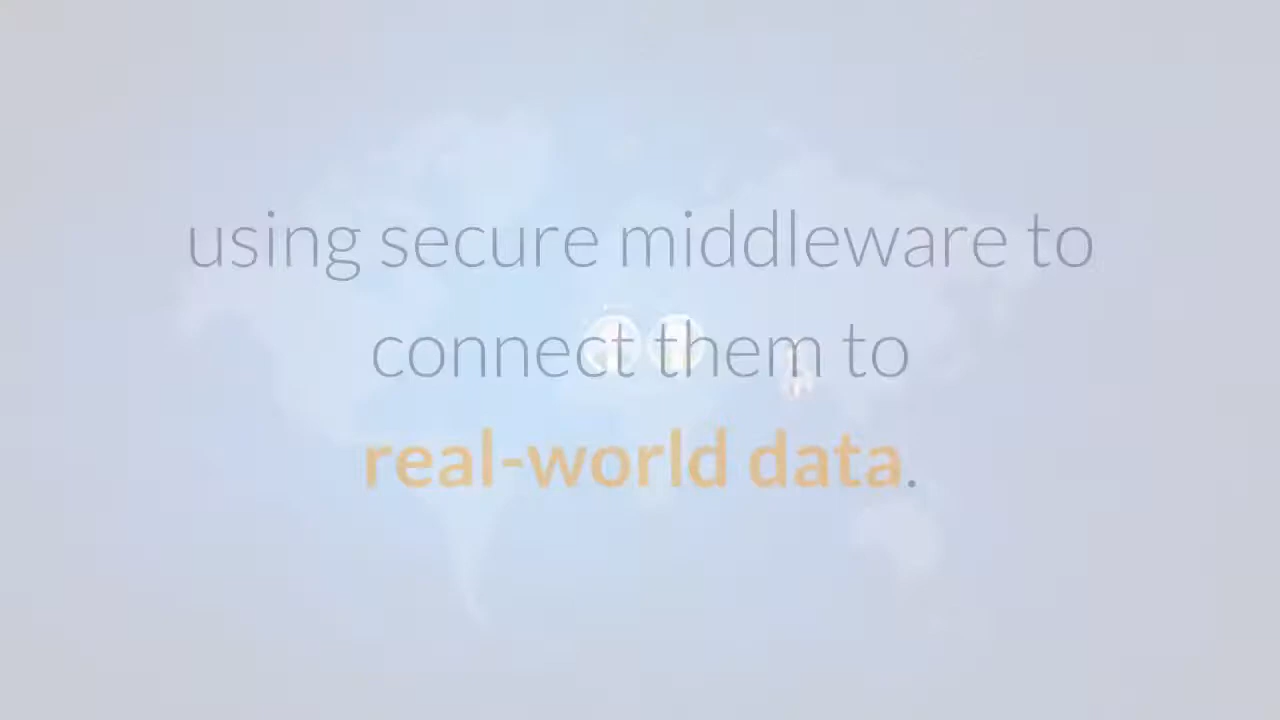 using secure middleware to
connect them to
real-world data.